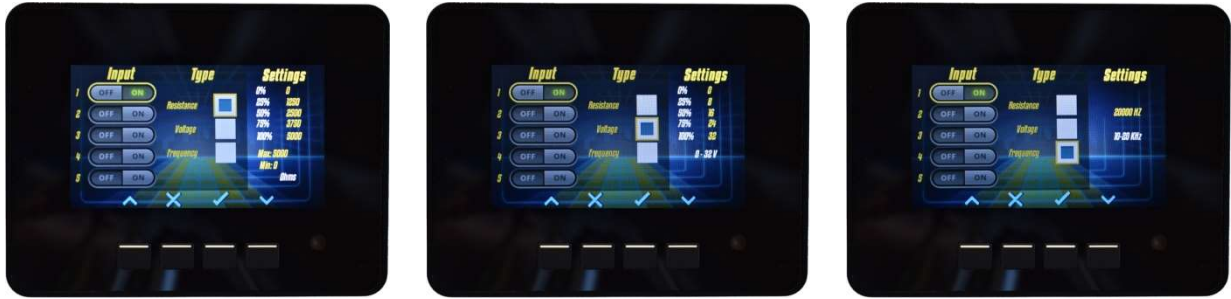 Input Type Settings
1 OFF ON 0% 0
2 OFF ON Resistance 25% 1250
50% 2500
3 OFF ON Voltage 75% 3750
100% 5000
4 OFF ON Frequency Max: 5000
Min: 0
5 OFF ON Ohms
Input Type Settings
1 OFF ON 0% 0
2 OFF ON Resistance 25% 8
50% 16
3 OFF ON Voltage 75% 24
100% 32
4 OFF ON Frequency 0 - 32 V
5 OFF ON
Input Type Settings
1 OFF ON
2 OFF ON Resistance 20000 HZ
3 OFF ON Voltage 10-20 KHz
4 OFF ON Frequency
5 OFF ON